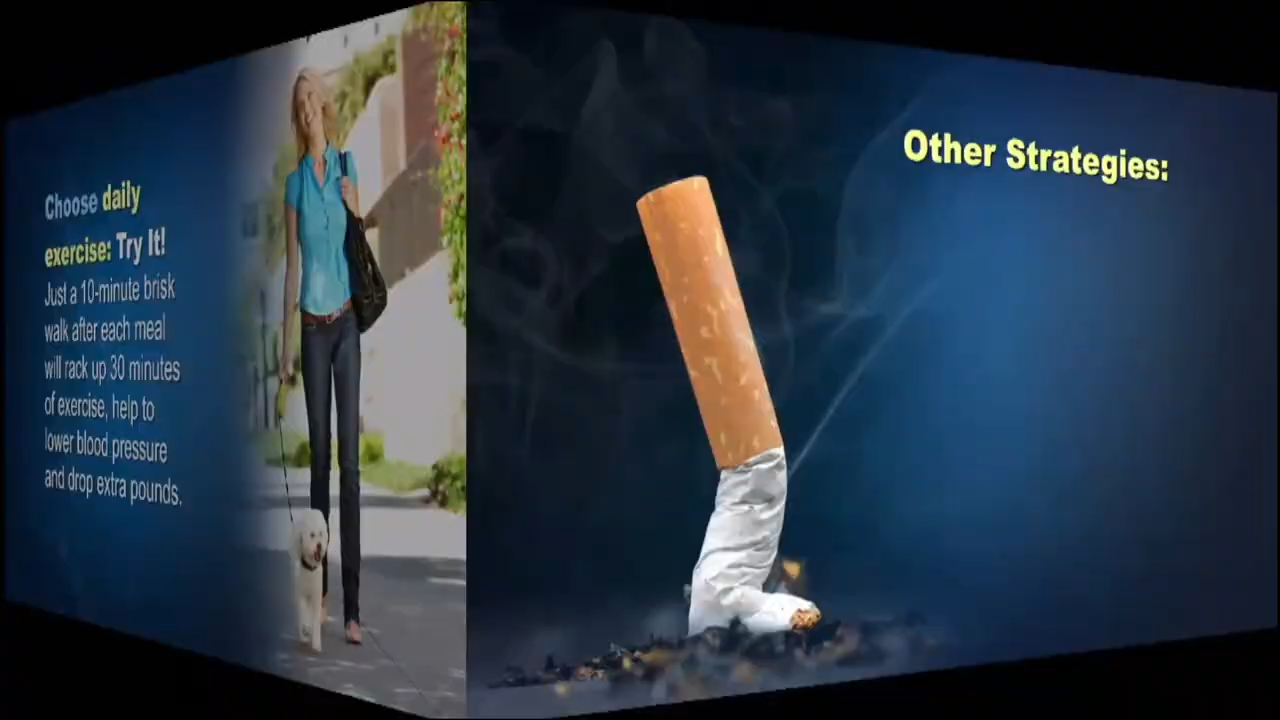 Choose daily
exercise: Try It!
Just a 10-minute brisk
walk after each meal
will rack up 30 minutes
of exercise, help to
lower blood pressure
and drop extra pounds.
Other Strategies: